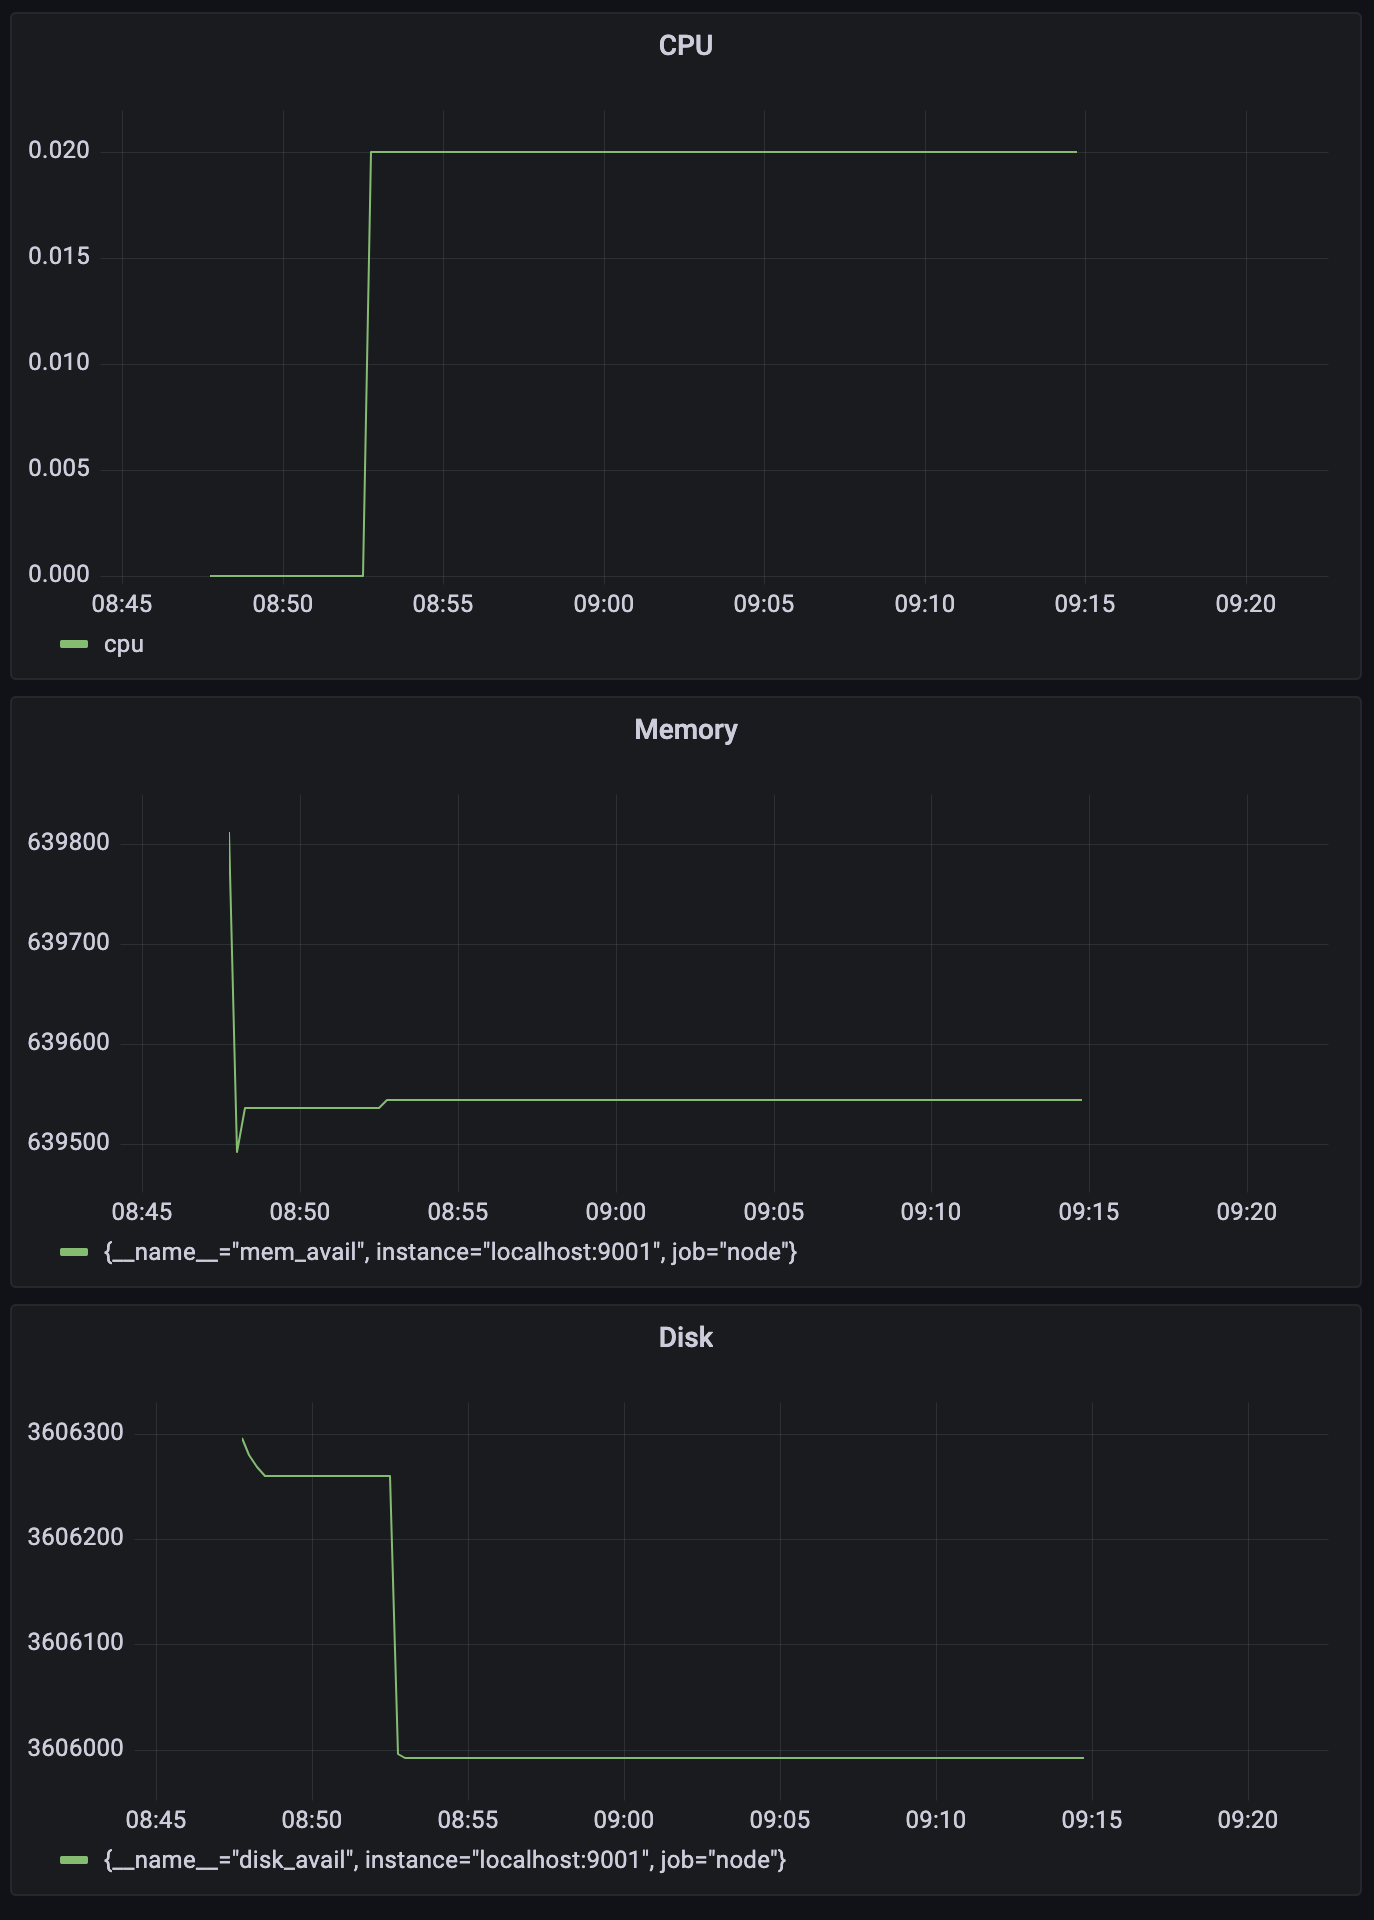 CPU
0.020
0.015
0.010
0.005
0.000
08:45 08:50 08:55 09:00 09:05 09:10 09:15 09:20
cpu
Memory
639800
639700
639600
639500
08:45 08:50 08:55 09:00 09:05 09:10 09:15 09:20
{__name__="mem_avail", instance="localhost:9001", job="node"}
Disk
3606300
3606200
3606100
3606000
08:45 08:50 08:55 09:00 09:05 09:10 09:15 09:20
{__name__="disk_avail", instance="localhost:9001", job="node"}